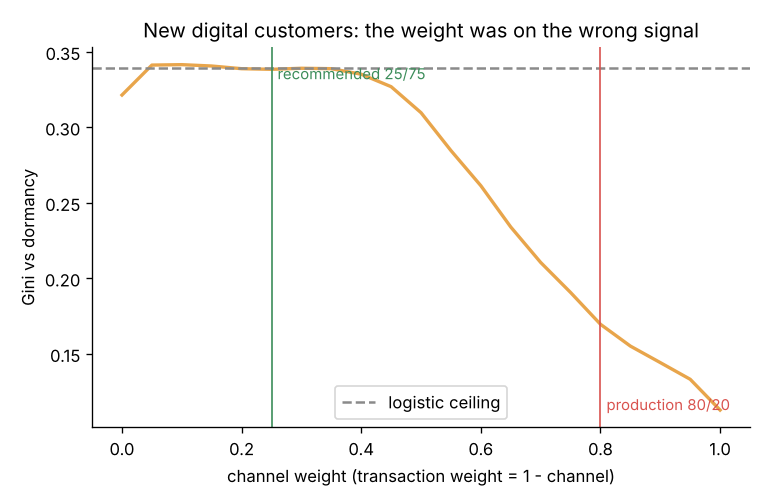 New digital customers: the weight was on the wrong signal
Gini vs dormancy
0.35
0.30
0.25
0.20
0.15
recommended 25/75
production 80/20
logistic ceiling
0.0 0.2 0.4 0.6 0.8 1.0
channel weight (transaction weight = 1 - channel)